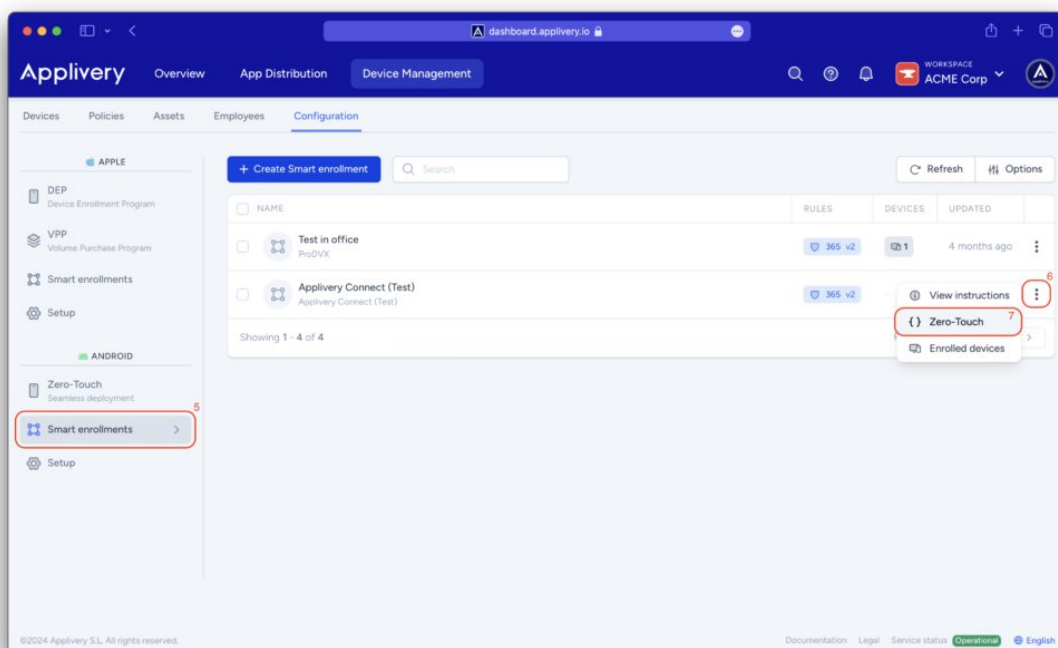 dashboard.applivery.io
Applivery Overview App Distribution Device Management WORKSPACE ACME Corp
Devices Policies Assets Employees Configuration
APPLE
DEP
Device Enrollment Program
VPP
Volume Purchase Program
Smart enrollments
Setup
ANDROID
Zero-Touch
Seamless deployment
5
Smart enrollments
Setup
+ Create Smart enrollment Search Refresh Options
NAME RULES DEVICES UPDATED
Test in office
ProDVX
365 v2 1 4 months ago
6
Applivery Connect (Test)
Applivery Connect (Test)
365 v2
View instructions
{ } Zero-Touch 7
Enrolled devices
Showing 1 - 4 of 4
©2024 Applivery S.L. All rights reserved. Documentation Legal Service status Operational English